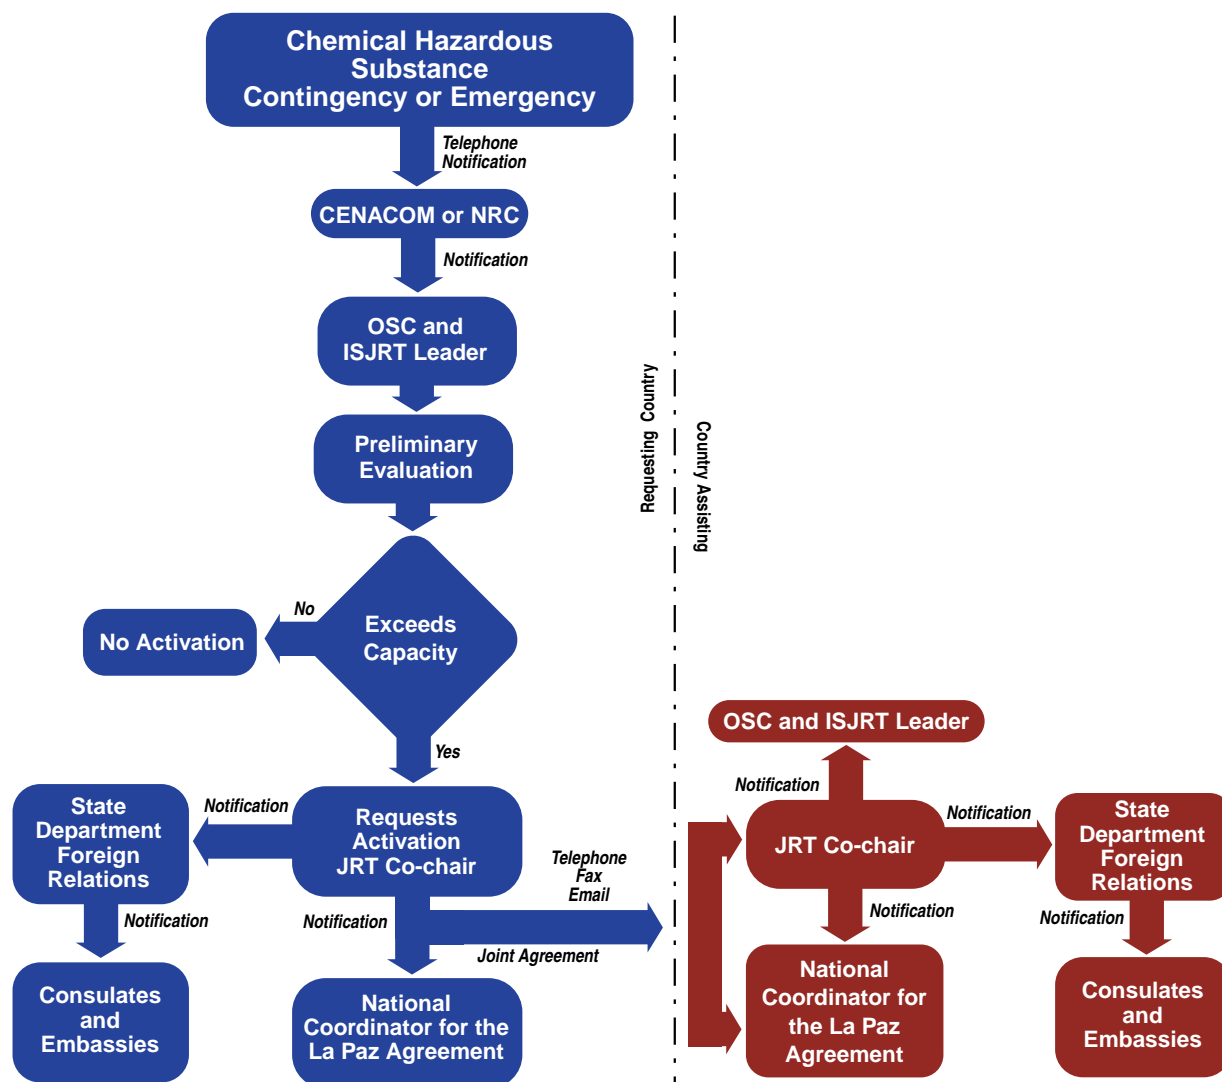 Chemical Hazardous
Substance
Contingency or Emergency
Telephone
Notification
CENACOM or NRC
Notification
OSC and
ISJRT Leader
Preliminary
Evaluation
Requesting Country
Country Assisting
No
No Activation
Exceeds
Capacity
Yes
State
Department
Foreign
Relations
Notification
Requests
Activation
JRT Co-chair
Telephone
Fax
Email
Notification
Notification
Joint Agreement
Consulates
and
Embassies
National
Coordinator for the
La Paz Agreement
OSC and ISJRT Leader
Notification
JRT Co-chair
Notification
State
Department
Foreign
Relations
Notification
Notification
National
Coordinator for
the La Paz
Agreement
Consulates
and
Embassies